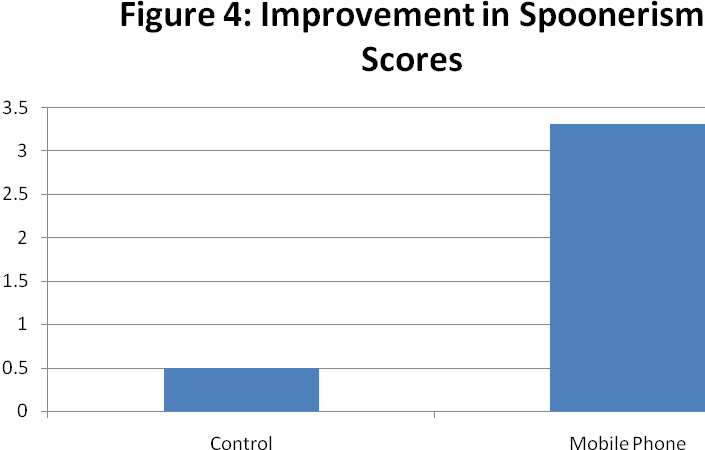 Figure 4: Improvement in Spoonerism
Scores
3.5
3
2.5
2
1.5
1
0.5
0
Control
Mobile Phone